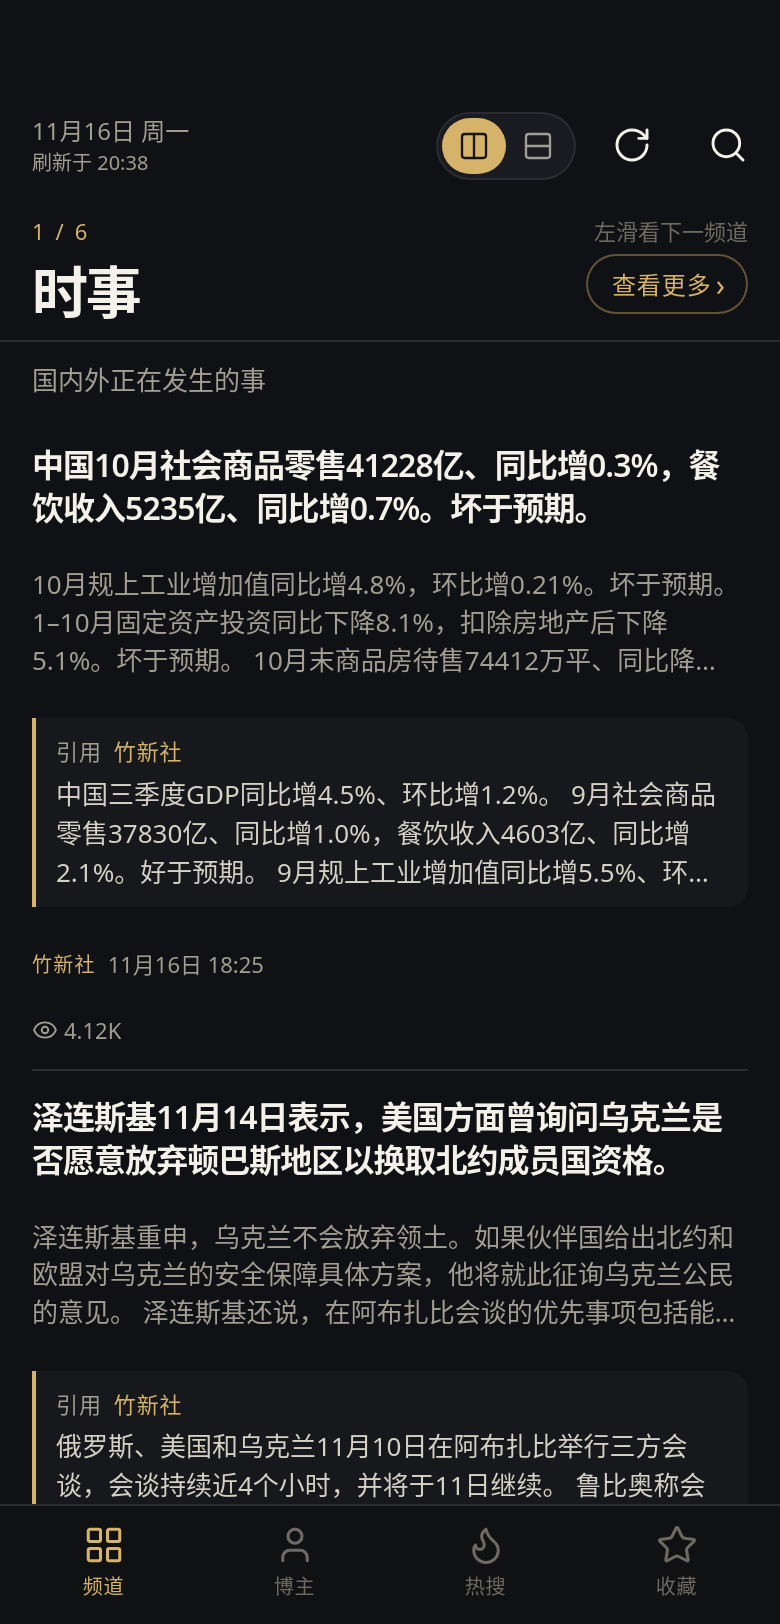 11月16日 周一
刷新于 20:38
1 / 6
左滑看下一频道
时事
查看更多 ›
国内外正在发生的事
中国10月社会商品零售41228亿、同比增0.3%，餐
饮收入5235亿、同比增0.7%。坏于预期。
10月规上工业增加值同比增4.8%，环比增0.21%。坏于预期。
1–10月固定资产投资同比下降8.1%，扣除房地产后下降
5.1%。坏于预期。 10月末商品房待售74412万平、同比降...
引用 竹新社
中国三季度GDP同比增4.5%、环比增1.2%。 9月社会商品
零售37830亿、同比增1.0%，餐饮收入4603亿、同比增
2.1%。好于预期。 9月规上工业增加值同比增5.5%、环...
竹新社 11月16日 18:25
4.12K
泽连斯基11月14日表示，美国方面曾询问乌克兰是
否愿意放弃顿巴斯地区以换取北约成员国资格。
泽连斯基重申，乌克兰不会放弃领土。如果伙伴国给出北约和
欧盟对乌克兰的安全保障具体方案，他将就此征询乌克兰公民
的意见。 泽连斯基还说，在阿布扎比会谈的优先事项包括能...
引用 竹新社
俄罗斯、美国和乌克兰11月10日在阿布扎比举行三方会
谈，会谈持续近4个小时，并将于11日继续。 鲁比奥称会
频道
博主
热搜
收藏